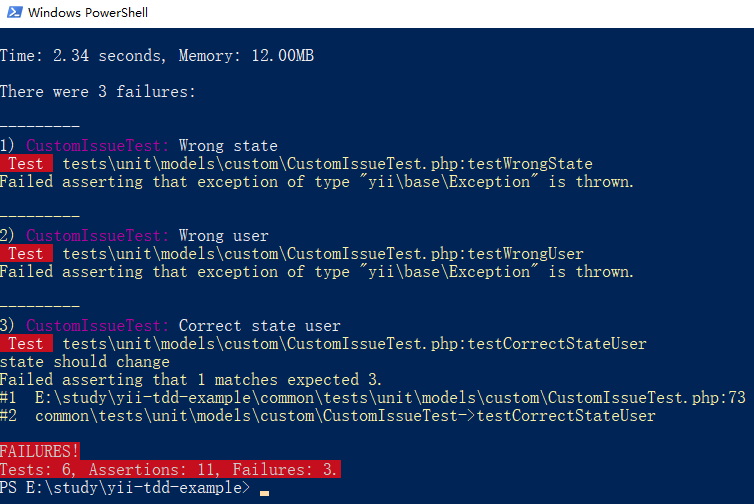 Windows PowerShell
Time: 2.34 seconds, Memory: 12.00MB
There were 3 failures:
---------
1) CustomIssueTest: Wrong state
Test tests\unit\models\custom\CustomIssueTest.php:testWrongState
Failed asserting that exception of type "yii\base\Exception" is thrown.
---------
2) CustomIssueTest: Wrong user
Test tests\unit\models\custom\CustomIssueTest.php:testWrongUser
Failed asserting that exception of type "yii\base\Exception" is thrown.
---------
3) CustomIssueTest: Correct state user
Test tests\unit\models\custom\CustomIssueTest.php:testCorrectStateUser
state should change
Failed asserting that 1 matches expected 3.
#1  E:\study\yii-tdd-example\common\tests\unit\models\custom\CustomIssueTest.php:73
#2  common\tests\unit\models\custom\CustomIssueTest->testCorrectStateUser
FAILURES!
Tests: 6, Assertions: 11, Failures: 3.
PS E:\study\yii-tdd-example> _